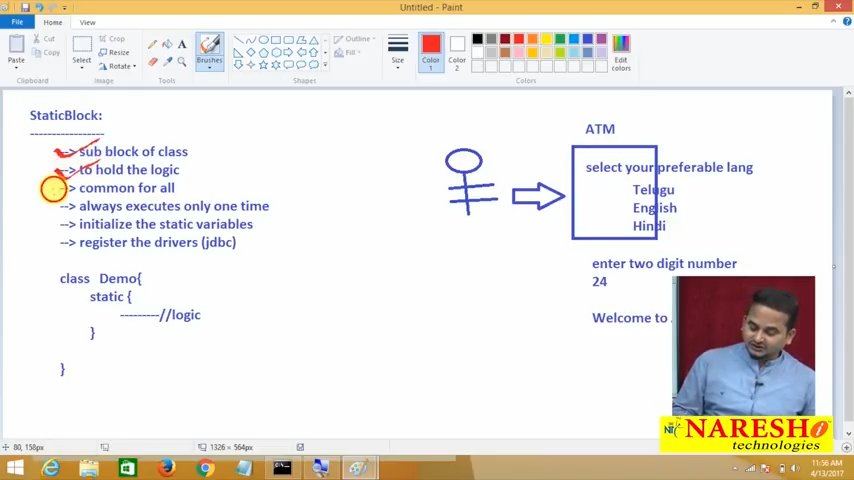 Untitled - Paint
File
Home
View
Paste
Cut
Copy
Clipboard
Select
Crop
Resize
Rotate
Image
A
Tools
Brushes
Outline
Fill
Shapes
Size
Color 1
Color 2
Edit colors
Colors
StaticBlock:
-----------------
--> sub block of class
--> to hold the logic
--> common for all
--> always executes only one time
--> initialize the static variables
--> register the drivers (jdbc)
class Demo{
static {
---------//logic
}
}
ATM
select your preferable lang
Telugu
English
Hindi
enter two digit number
24
Welcome to
NARESH i
technologies
80, 158px
1326 × 564px
11:56 AM
4/13/2017